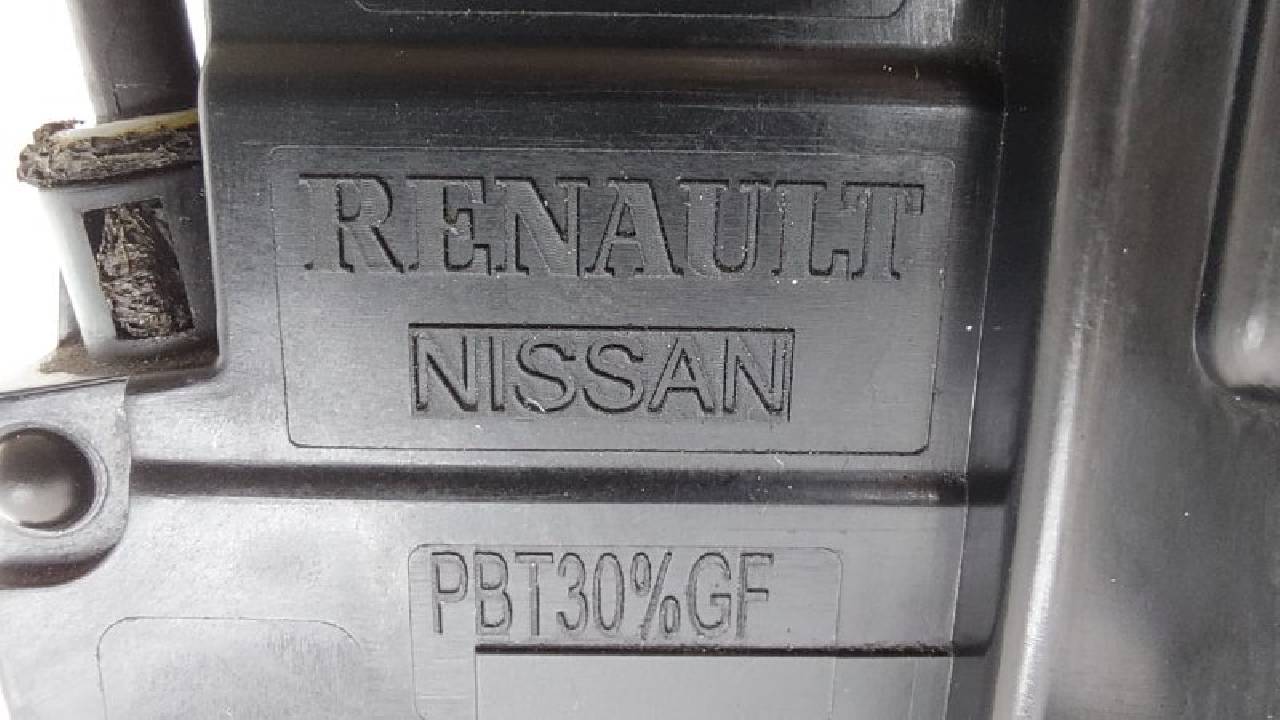 RENAULT
NISSAN
PBT30%GF